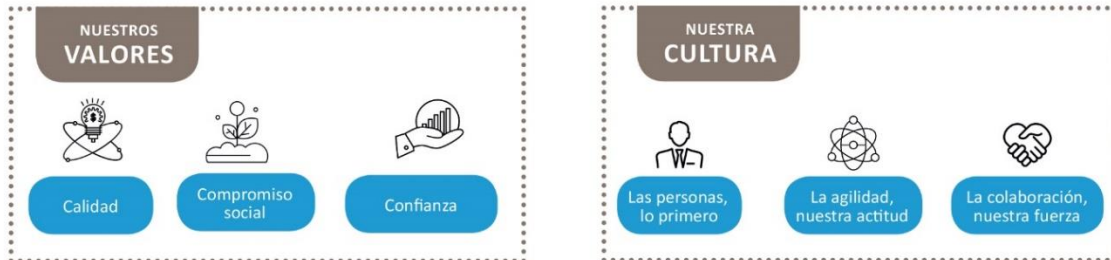 NUESTROS
VALORES
Calidad
Compromiso
social
Confianza
NUESTRA
CULTURA
Las personas,
lo primero
La agilidad,
nuestra actitud
La colaboración,
nuestra fuerza